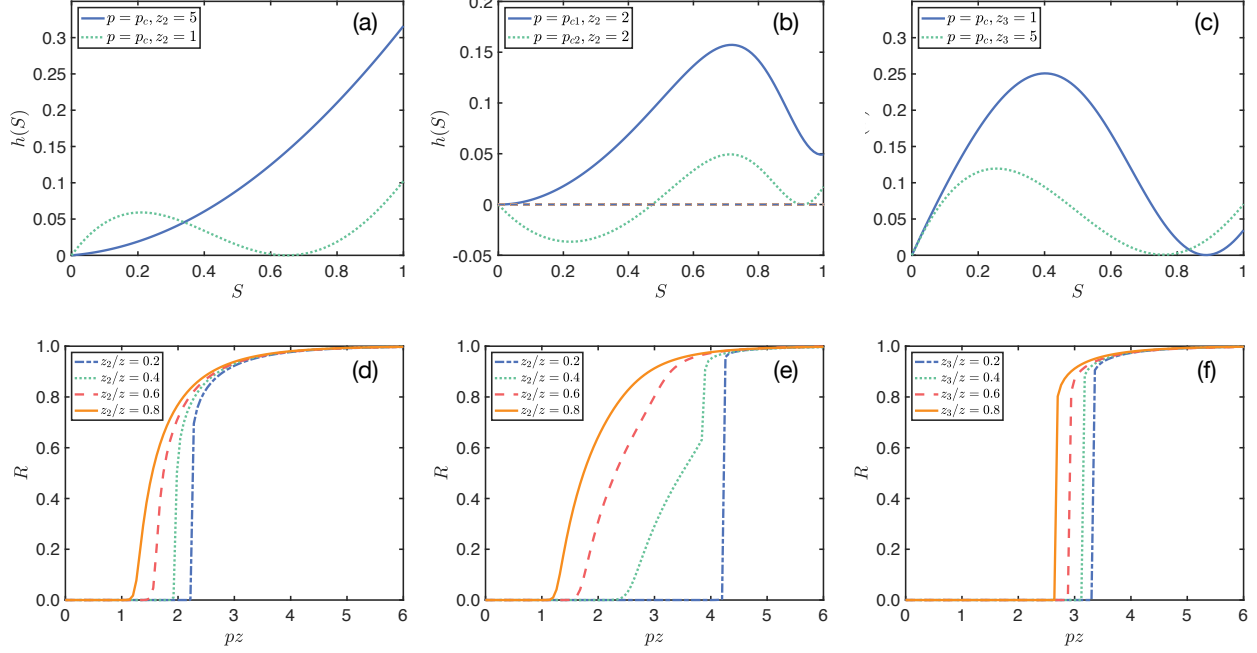 (a)
p = p_c, z_2 = 5
p = p_c, z_2 = 1
h(S)
0.3
0.25
0.2
0.15
0.1
0.05
0
0 0.2 0.4 0.6 0.8 1
S
(b)
p = p_{c1}, z_2 = 2
p = p_{c2}, z_2 = 2
h(S)
0.2
0.15
0.1
0.05
0
-0.05
0 0.2 0.4 0.6 0.8 1
S
(c)
p = p_c, z_3 = 1
p = p_c, z_3 = 5
0.35
0.3
0.25
0.2
0.15
0.1
0.05
0
0 0.2 0.4 0.6 0.8 1
S
(d)
z_2/z = 0.2
z_2/z = 0.4
z_2/z = 0.6
z_2/z = 0.8
R
1.0
0.8
0.6
0.4
0.2
0.0
0 1 2 3 4 5 6
pz
(e)
z_2/z = 0.2
z_2/z = 0.4
z_2/z = 0.6
z_2/z = 0.8
R
1.0
0.8
0.6
0.4
0.2
0.0
0 1 2 3 4 5 6
pz
(f)
z_3/z = 0.2
z_3/z = 0.4
z_3/z = 0.6
z_3/z = 0.8
R
1.0
0.8
0.6
0.4
0.2
0.0
0 1 2 3 4 5 6
pz